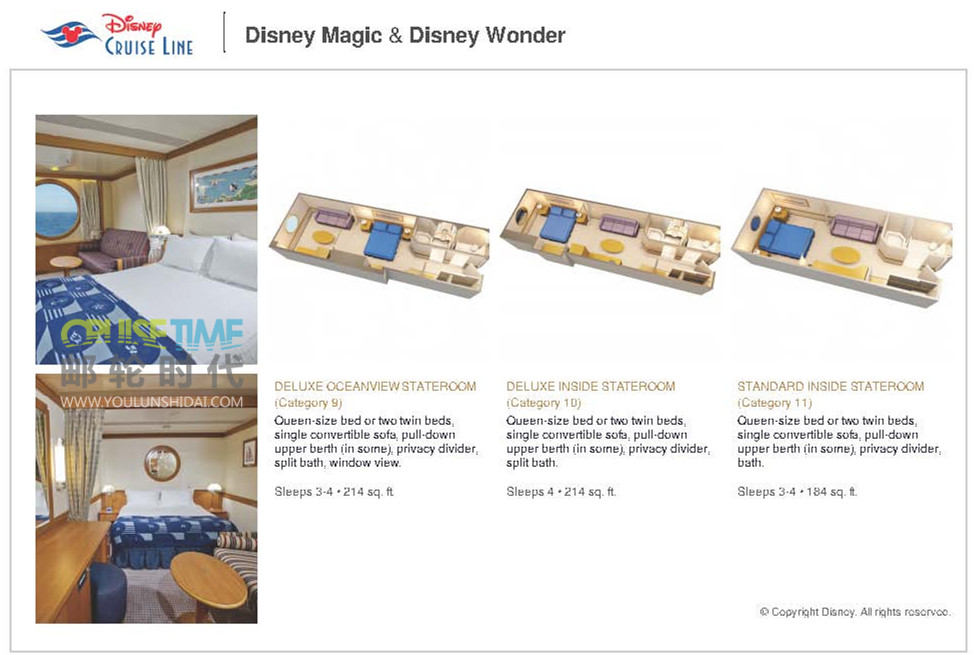 Disney
Cruise Line
Disney Magic & Disney Wonder
CRUISETIME
邮轮时代
WWW.YOULUNSHIDAI.COM
DELUXE OCEANVIEW STATEROOM
(Category 9)
Queen-size bed or two twin beds,
single convertible sofa, pull-down
upper berth (in some), privacy divider,
split bath, window view.
Sleeps 3-4 • 214 sq. ft.
DELUXE INSIDE STATEROOM
(Category 10)
Queen-size bed or two twin beds,
single convertible sofa, pull-down
upper berth (in some), privacy divider,
split bath.
Sleeps 4 • 214 sq. ft.
STANDARD INSIDE STATEROOM
(Category 11)
Queen-size bed or two twin beds,
single convertible sofa, pull-down
upper berth (in some), privacy divider,
bath.
Sleeps 3-4 • 184 sq. ft.
© Copyright Disney. All rights reserved.